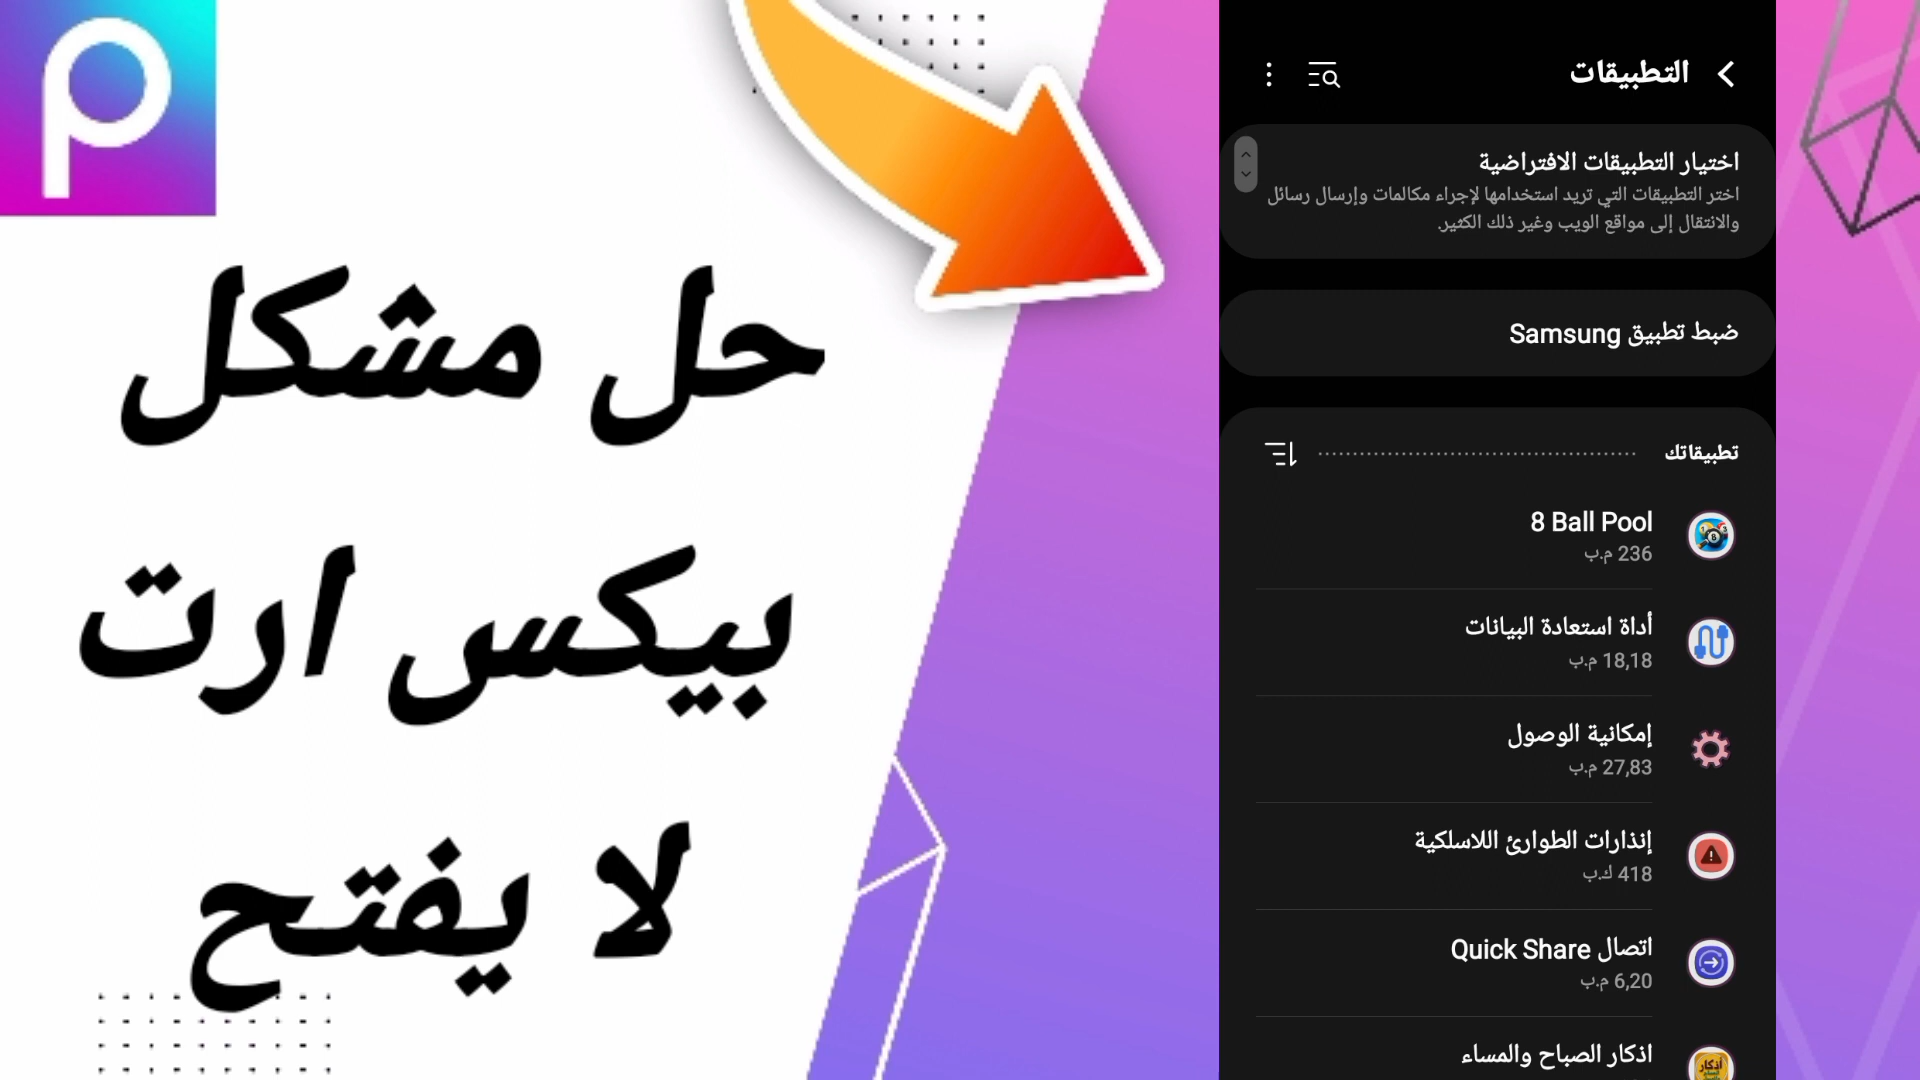 حل مشكل
بيكس ارت
لا يفتح
التطبيقات
اختيار التطبيقات الافتراضية
اختر التطبيقات التي تريد استخدامها لإجراء مكالمات وإرسال رسائل
والانتقال إلى مواقع الويب وغير ذلك الكثير.
ضبط تطبيق Samsung
تطبيقاتك
8 Ball Pool
236 م.ب
أداة استعادة البيانات
18,18 م.ب
إمكانية الوصول
27,83 م.ب
إنذارات الطوارئ اللاسلكية
418 ك.ب
اتصال Quick Share
6,20 م.ب
اذكار الصباح والمساء
أذكار